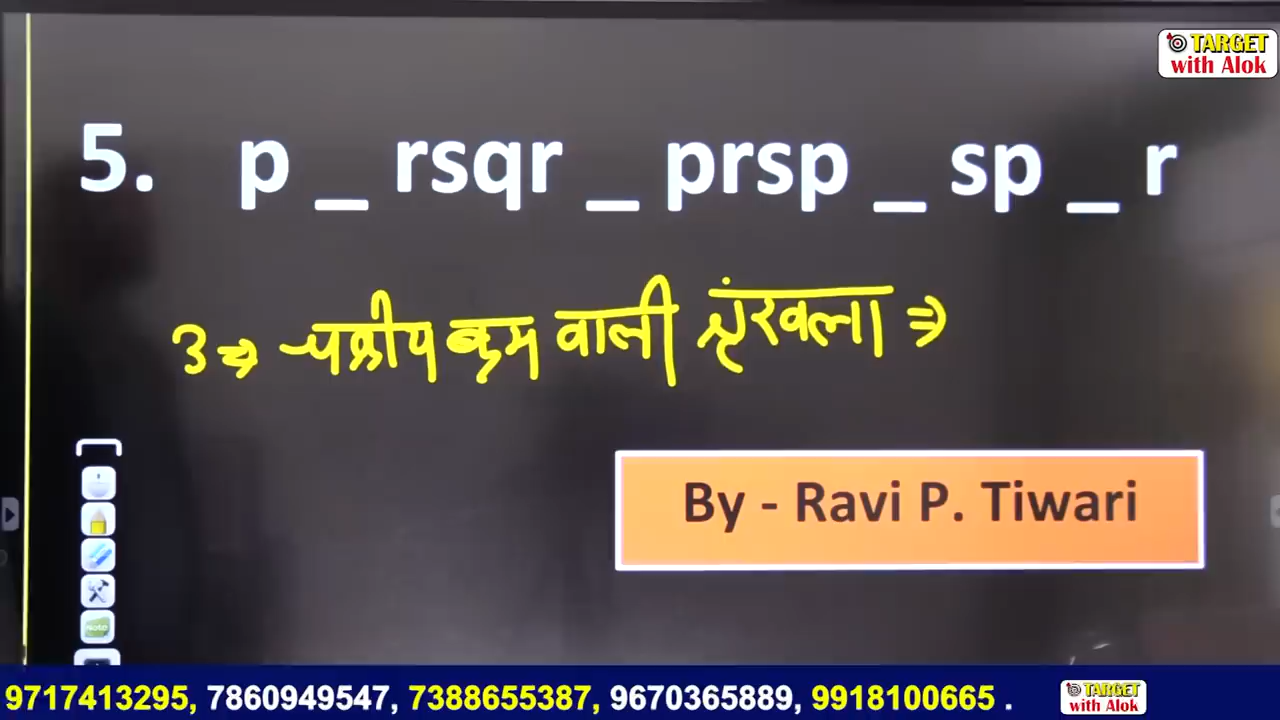 TARGET
with Alok
5. p _ rsqr _ prsp _ sp _ r
3⇒ चक्रीय क्रम वाली शृंखला ⇒
By - Ravi P. Tiwari
9717413295, 7860949547, 7388655387, 9670365889, 9918100665 .
TARGET
with Alok